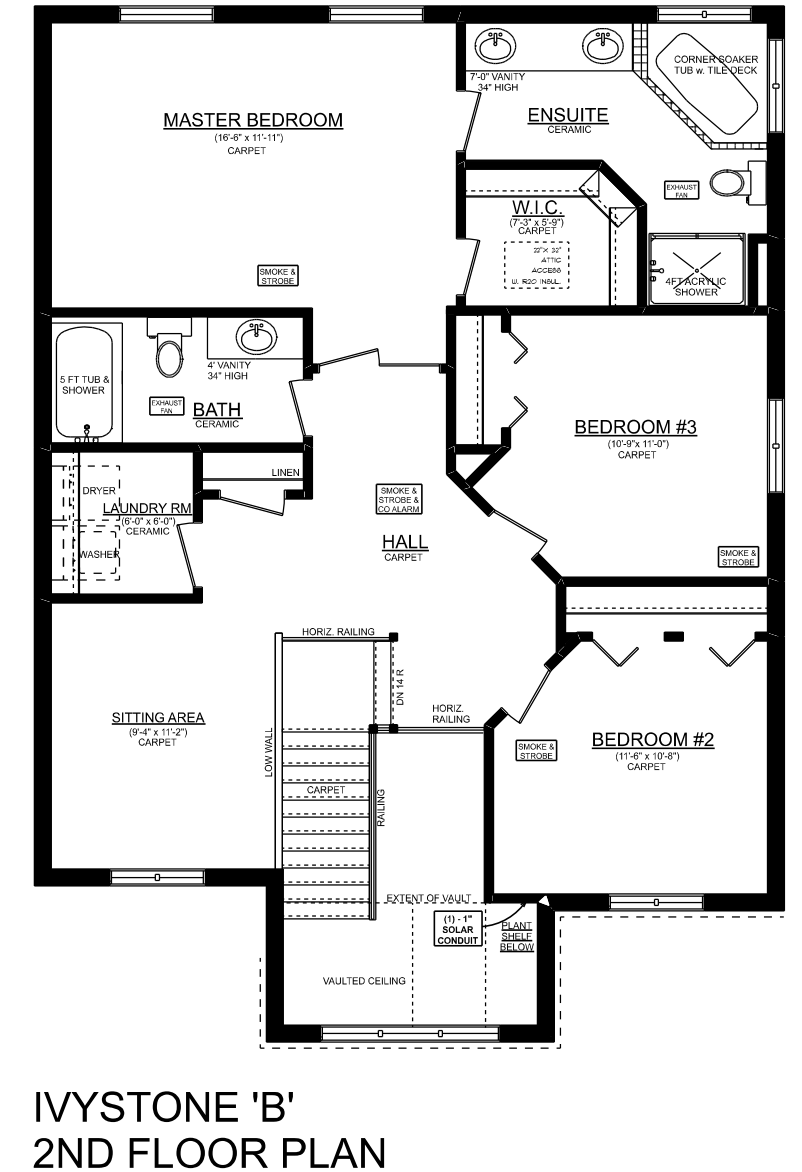 MASTER BEDROOM
(16'-6" x 11'-11")
CARPET
SMOKE &
STROBE
7'-0" VANITY
34" HIGH
ENSUITE
CERAMIC
CORNER SOAKER
TUB w. TILE DECK
EXHAUST
FAN
4FT ACRYLIC
SHOWER
W.I.C.
(7'-3" x 5'-9")
CARPET
22"X 32"
ATTIC
ACCESS
W. R20 INSUL.
5 FT TUB &
SHOWER
4' VANITY
34" HIGH
EXHAUST
FAN
BATH
CERAMIC
BEDROOM #3
(10'-9"x 11'-0")
CARPET
SMOKE &
STROBE
LINEN
DRYER
LAUNDRY RM
(6'-0" x 6'-0")
CERAMIC
WASHER
SMOKE &
STROBE &
CO ALARM
HALL
CARPET
HORIZ. RAILING
DN 14 R
HORIZ.
RAILING
SITTING AREA
(9'-4" x 11'-2")
CARPET
LOW WALL
CARPET
RAILING
BEDROOM #2
(11'-6" x 10'-8")
CARPET
SMOKE &
STROBE
EXTENT OF VAULT
(1) - 1"
SOLAR
CONDUIT
PLANT
SHELF
BELOW
VAULTED CEILING
IVYSTONE 'B'
2ND FLOOR PLAN